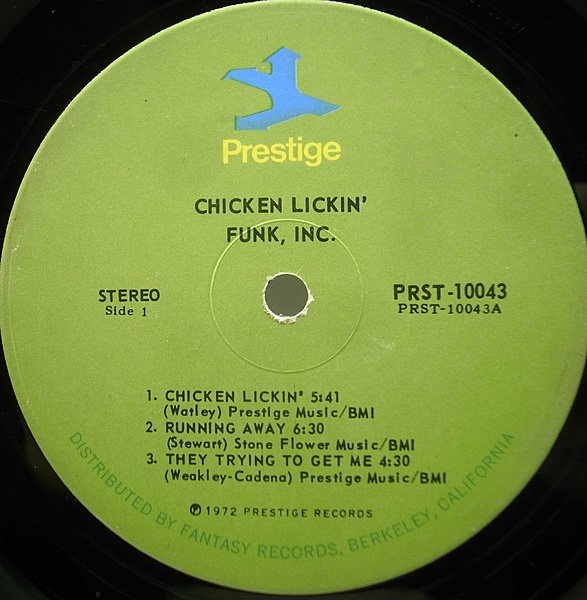 Prestige
CHICKEN LICKIN'
FUNK, INC.
STEREO
Side 1
PRST-10043
PRST-10043A
1. CHICKEN LICKIN' 5:41
(Watley) Prestige Music/BMI
2. RUNNING AWAY 6:30
(Stewart) Stone Flower Music/BMI
3. THEY TRYING TO GET ME 4:30
(Weakley-Cadena) Prestige Music/BMI
℗ 1972 PRESTIGE RECORDS
DISTRIBUTED BY FANTASY RECORDS, BERKELEY, CALIFORNIA